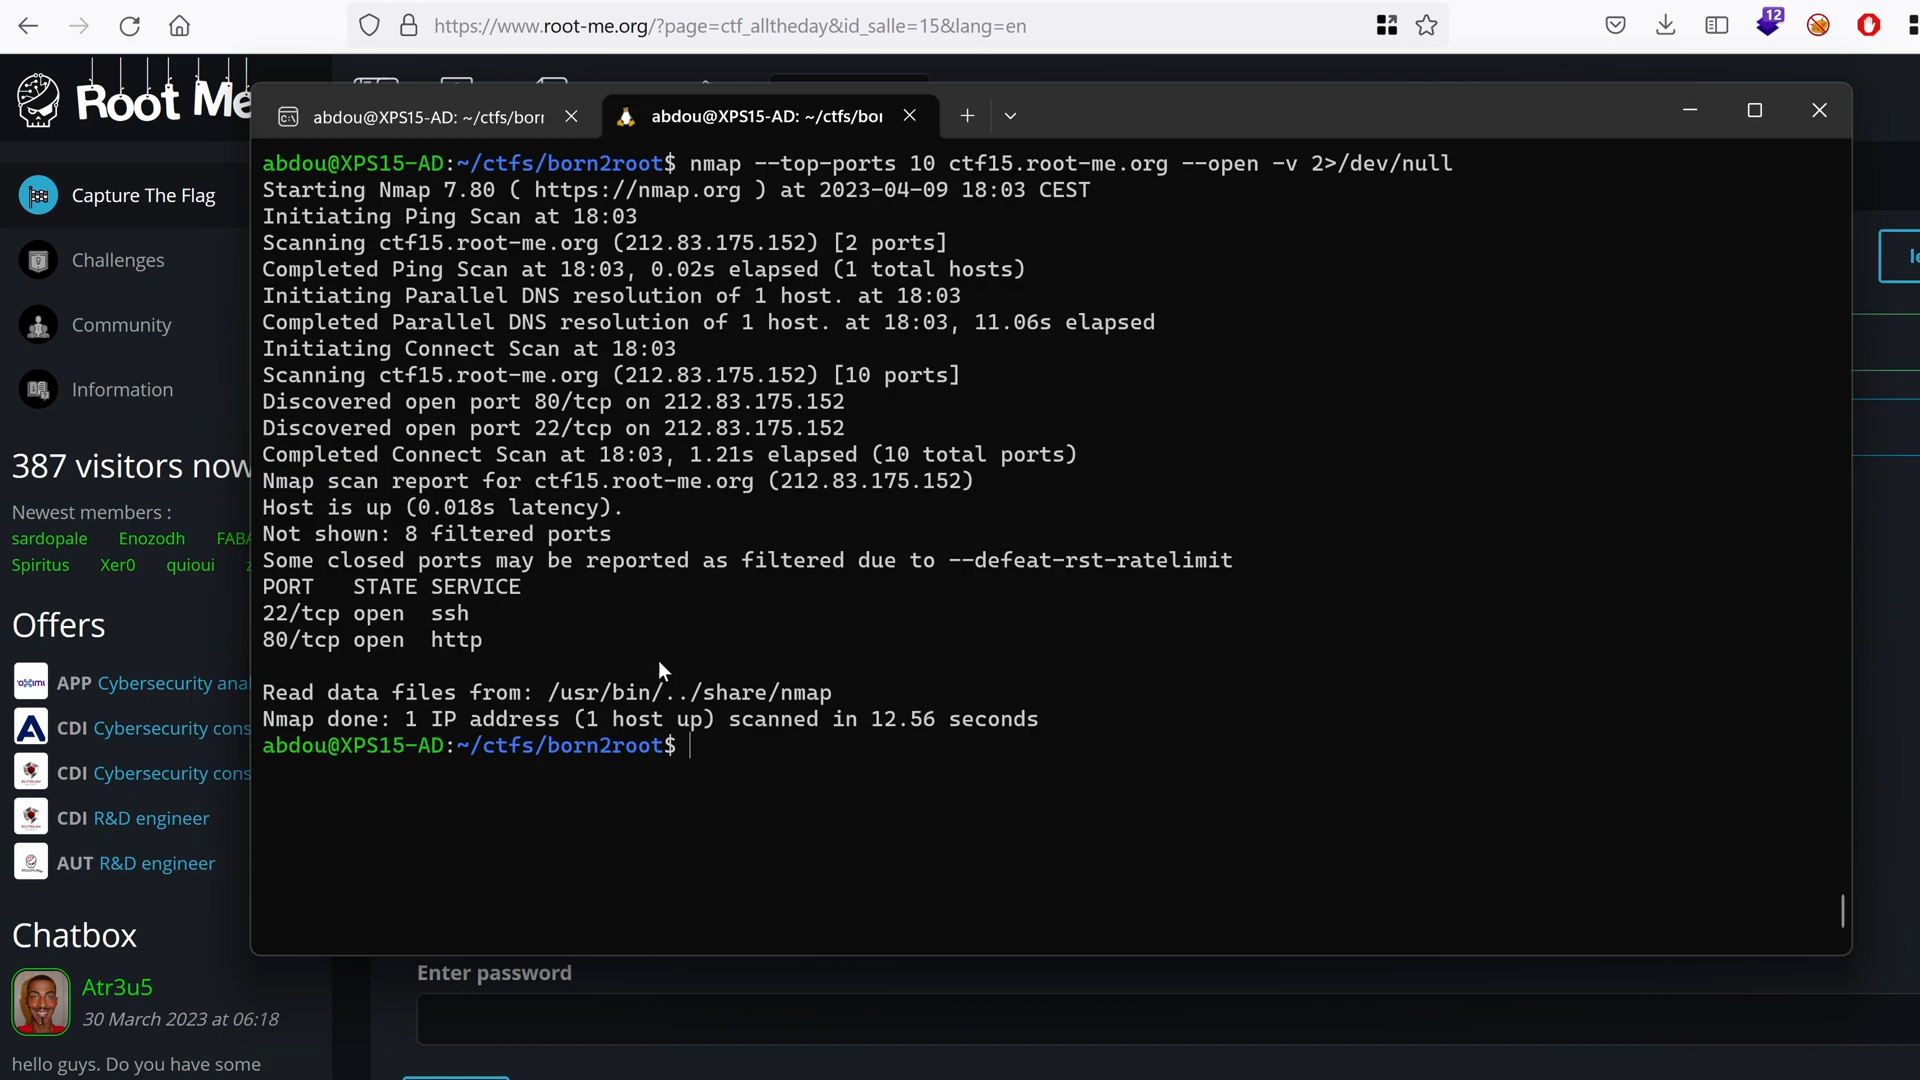 https://www.root-me.org/?page=ctf_alltheday&id_salle=15&lang=en
12
Root Me
abdou@XPS15-AD: ~/ctfs/bor
abdou@XPS15-AD: ~/ctfs/bo
Capture The Flag
Challenges
Community
Information
387 visitors now
Newest members :
sardopale Enozodh FABA
Spiritus Xer0 quioui
Offers
APP Cybersecurity anal
CDI Cybersecurity cons
CDI Cybersecurity cons
CDI R&D engineer
AUT R&D engineer
Chatbox
Atr3u5
30 March 2023 at 06:18
hello guys. Do you have some
abdou@XPS15-AD:~/ctfs/born2root$ nmap --top-ports 10 ctf15.root-me.org --open -v 2>/dev/null
Starting Nmap 7.80 ( https://nmap.org ) at 2023-04-09 18:03 CEST
Initiating Ping Scan at 18:03
Scanning ctf15.root-me.org (212.83.175.152) [2 ports]
Completed Ping Scan at 18:03, 0.02s elapsed (1 total hosts)
Initiating Parallel DNS resolution of 1 host. at 18:03
Completed Parallel DNS resolution of 1 host. at 18:03, 11.06s elapsed
Initiating Connect Scan at 18:03
Scanning ctf15.root-me.org (212.83.175.152) [10 ports]
Discovered open port 80/tcp on 212.83.175.152
Discovered open port 22/tcp on 212.83.175.152
Completed Connect Scan at 18:03, 1.21s elapsed (10 total ports)
Nmap scan report for ctf15.root-me.org (212.83.175.152)
Host is up (0.018s latency).
Not shown: 8 filtered ports
Some closed ports may be reported as filtered due to --defeat-rst-ratelimit
PORT   STATE SERVICE
22/tcp open  ssh
80/tcp open  http
Read data files from: /usr/bin/../share/nmap
Nmap done: 1 IP address (1 host up) scanned in 12.56 seconds
abdou@XPS15-AD:~/ctfs/born2root$
Enter password